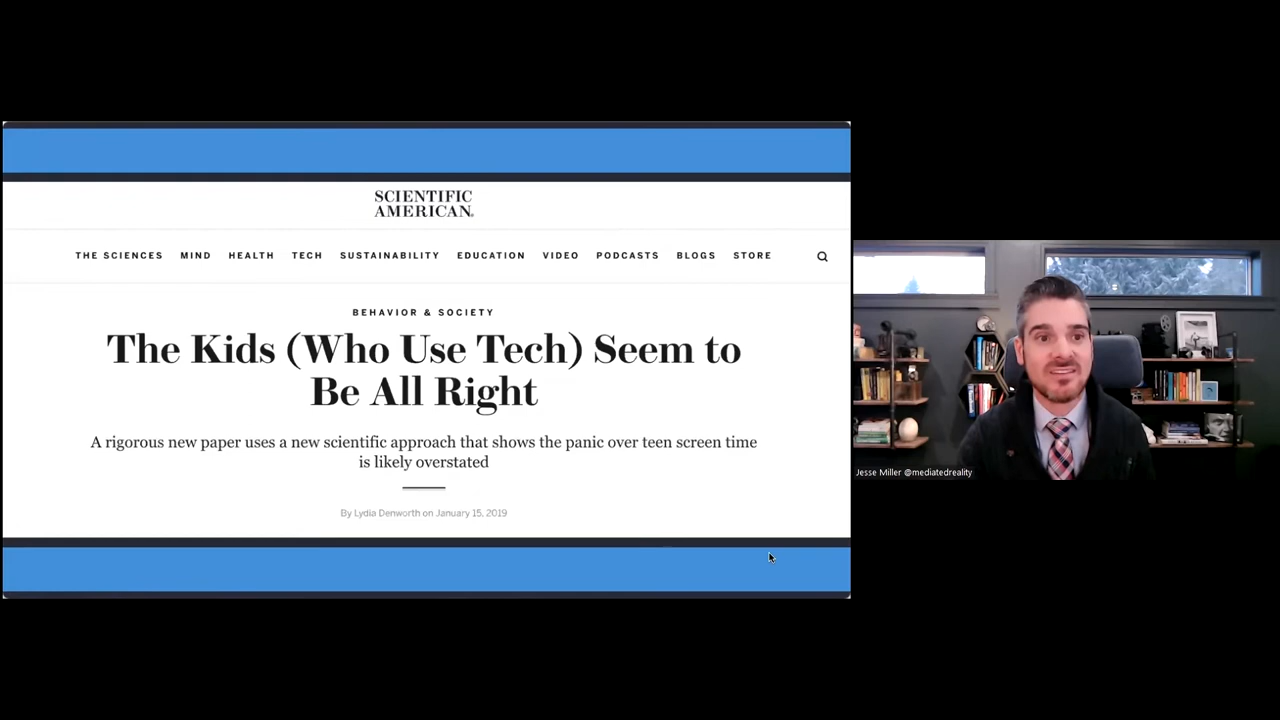 SCIENTIFIC
AMERICAN®
THE SCIENCES MIND HEALTH TECH SUSTAINABILITY EDUCATION VIDEO PODCASTS BLOGS STORE
BEHAVIOR & SOCIETY
The Kids (Who Use Tech) Seem to
Be All Right
A rigorous new paper uses a new scientific approach that shows the panic over teen screen time
is likely overstated
By Lydia Denworth on January 15, 2019
Jesse Miller @mediatedreality